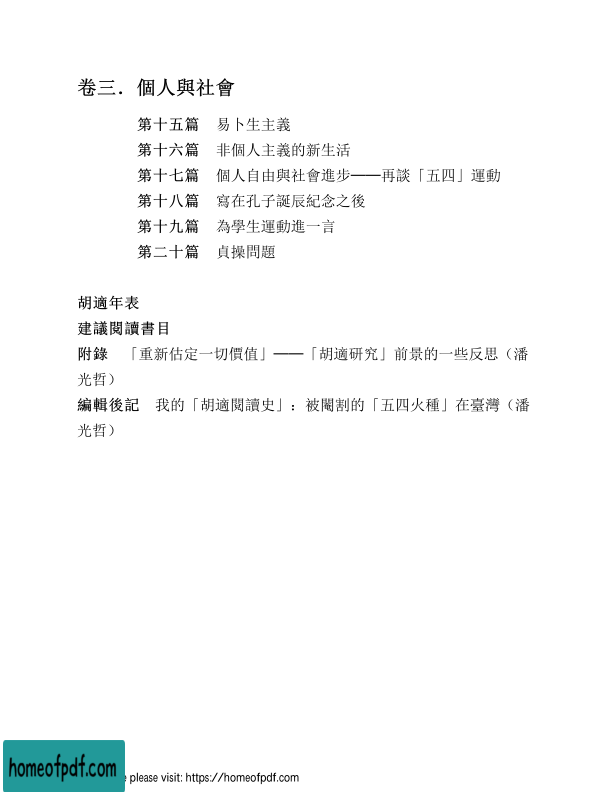 卷三．個人與社會
第十五篇　易卜生主義
第十六篇　非個人主義的新生活
第十七篇　個人自由與社會進步——再談「五四」運動
第十八篇　寫在孔子誕辰紀念之後
第十九篇　為學生運動進一言
第二十篇　貞操問題
胡適年表
建議閱讀書目
附錄　「重新估定一切價值」——「胡適研究」前景的一些反思（潘
光哲）
編輯後記　我的「胡適閱讀史」：被閹割的「五四火種」在臺灣（潘
光哲）
homeofpdf.com
e please visit: https://homeofpdf.com